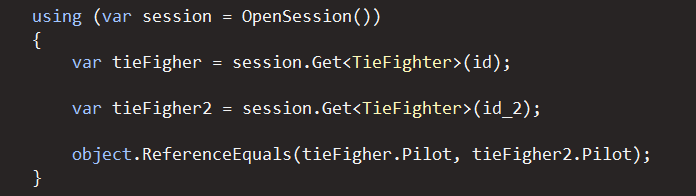 using (var session = OpenSession())
{
var tieFigher = session.Get<TieFighter>(id);
var tieFigher2 = session.Get<TieFighter>(id_2);
object.ReferenceEquals(tieFigher.Pilot, tieFigher2.Pilot);
}